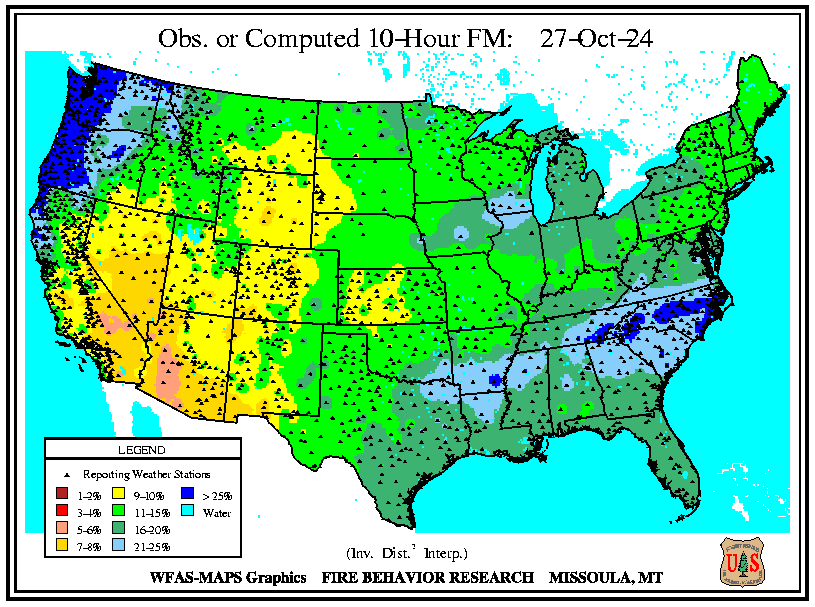 Obs. or Computed 10-Hour FM: 27-Oct-24
LEGEND
Reporting Weather Stations
1-2% 9-10% > 25%
3-4% 11-15% Water
5-6% 16-20%
7-8% 21-25%
(Inv. Dist.² Interp.)
WFAS-MAPS Graphics FIRE BEHAVIOR RESEARCH MISSOULA, MT
U S